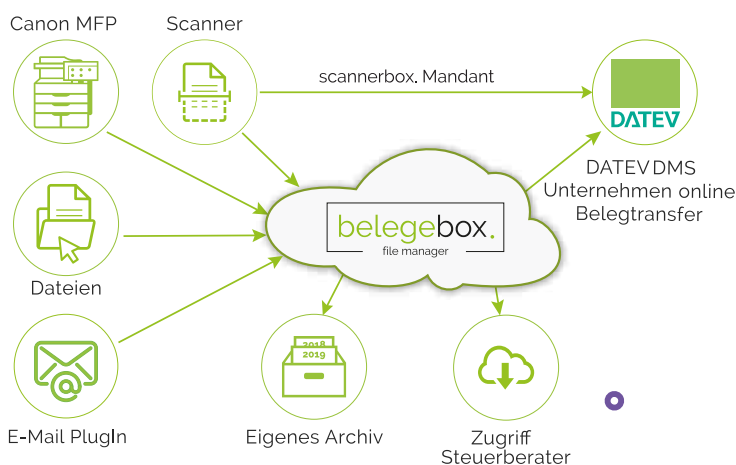 Canon MFP
Scanner
scannerbox. Mandant
DATEV
DATEV DMS
Unternehmen online
Belegtransfer
belegebox.
file manager
Dateien
2018
2019
E-Mail PlugIn
Eigenes Archiv
Zugriff
Steuerberater